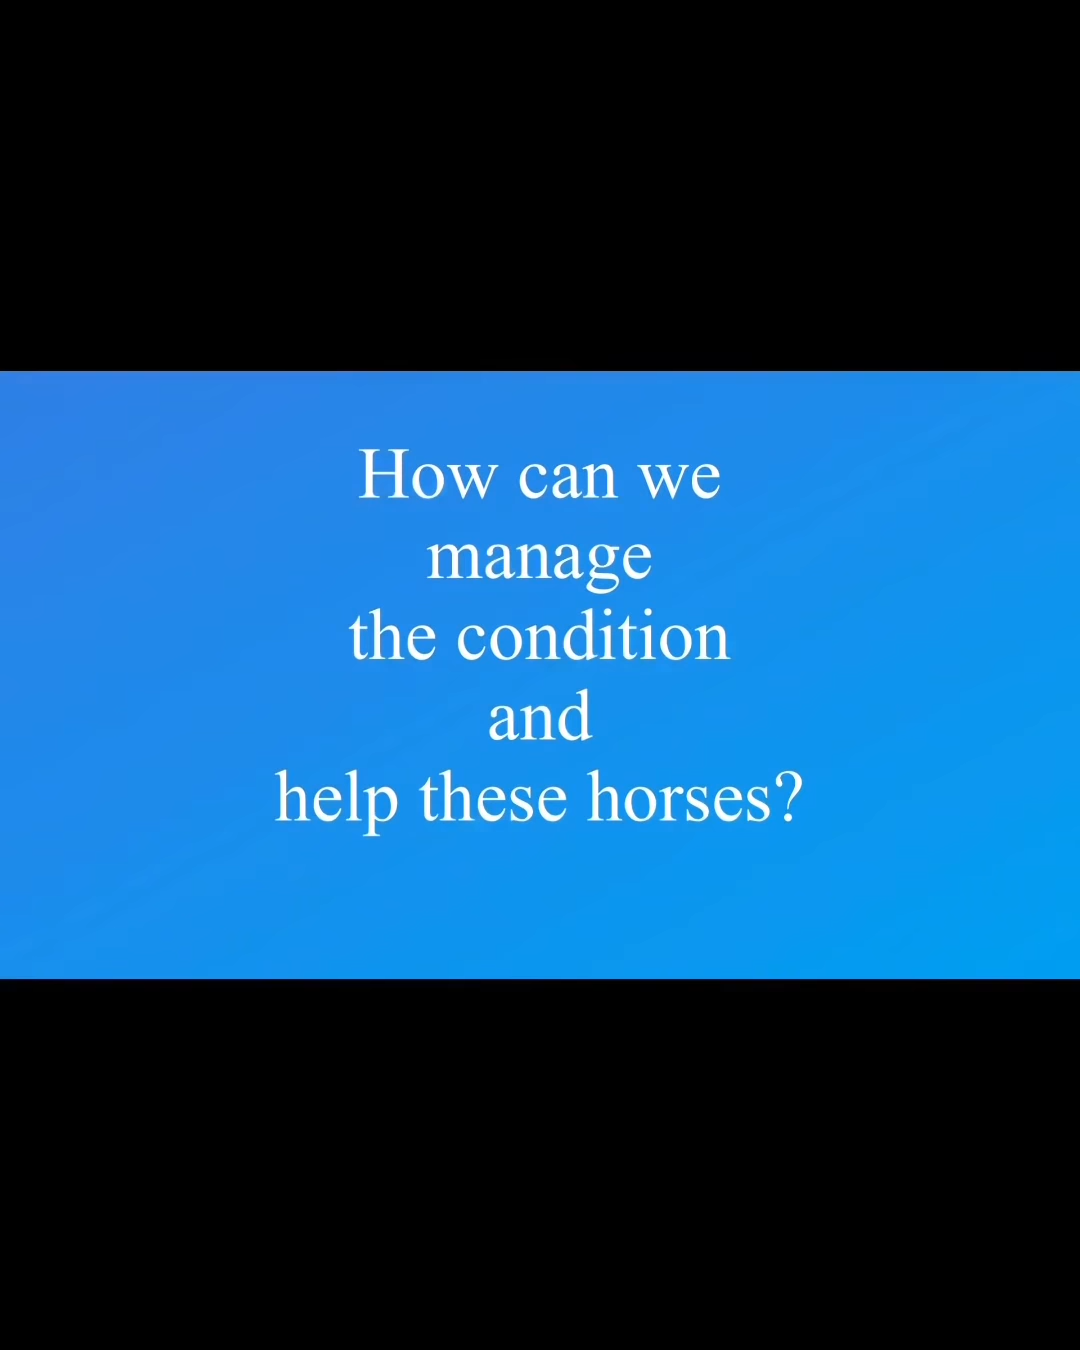 How can we
manage
the condition
and
help these horses?